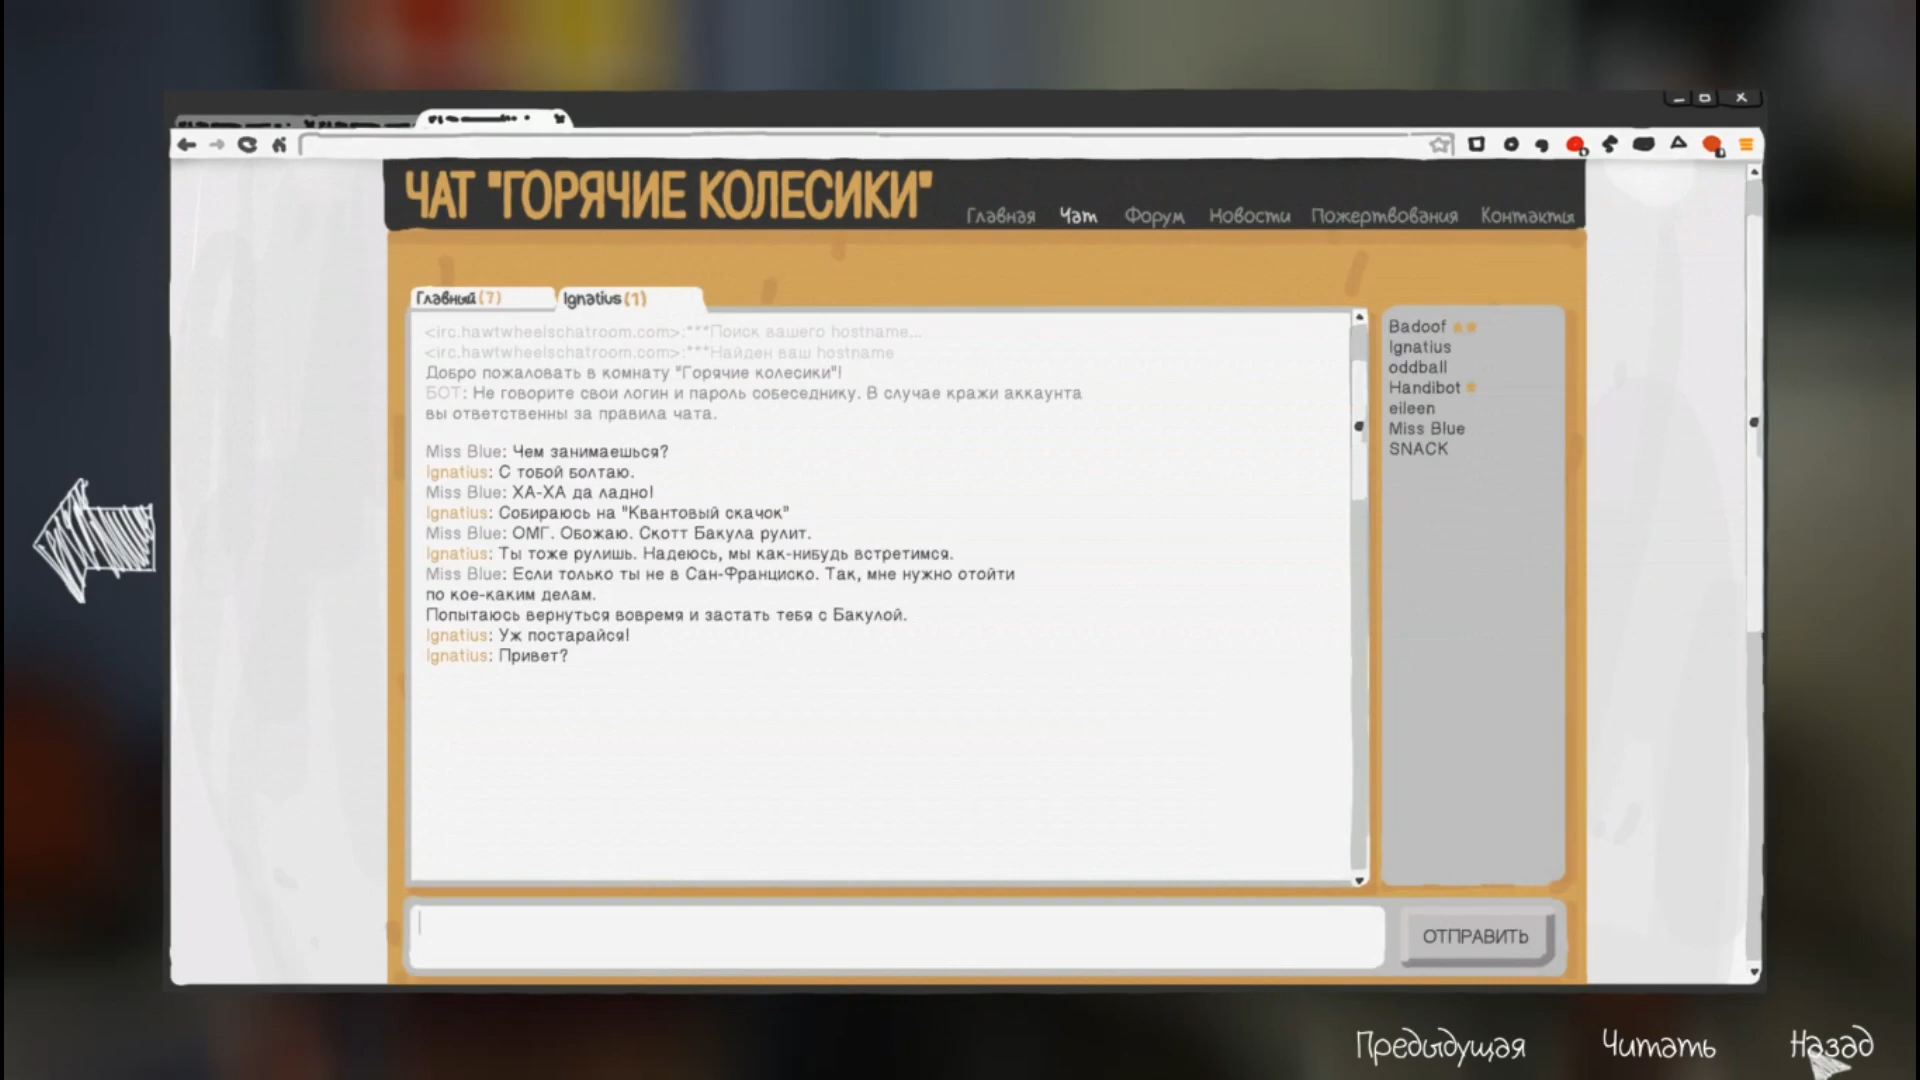 ЧАТ "ГОРЯЧИЕ КОЛЕСИКИ"
Главная Чат Форум Новости Пожертвования Контакты
Главный (7) Ignatius (1)
<irc.hawtwheelschatroom.com>:***Поиск вашего hostname...
<irc.hawtwheelschatroom.com>:***Найден ваш hostname
Добро пожаловать в комнату "Горячие колесики"!
БОТ: Не говорите свои логин и пароль собеседнику. В случае кражи аккаунта
вы ответственны за правила чата.
Miss Blue: Чем занимаешься?
Ignatius: С тобой болтаю.
Miss Blue: ХА-ХА да ладно!
Ignatius: Собираюсь на "Квантовый скачок"
Miss Blue: ОМГ. Обожаю. Скотт Бакула рулит.
Ignatius: Ты тоже рулишь. Надеюсь, мы как-нибудь встретимся.
Miss Blue: Если только ты не в Сан-Франциско. Так, мне нужно отойти
по кое-каким делам.
Попытаюсь вернуться вовремя и застать тебя с Бакулой.
Ignatius: Уж постарайся!
Ignatius: Привет?
Badoof
Ignatius
oddball
Handibot
eileen
Miss Blue
SNACK
ОТПРАВИТЬ
Предыдущая Читать Назад